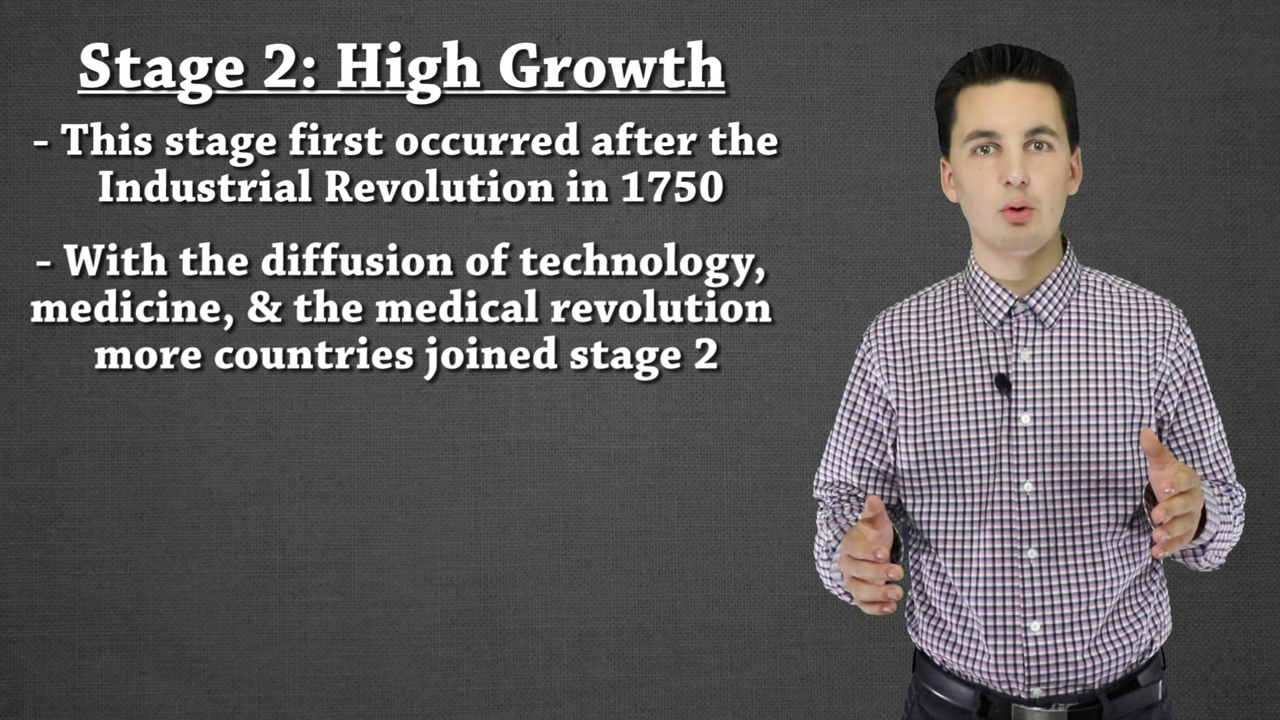 Stage 2: High Growth
- This stage first occurred after the
Industrial Revolution in 1750
- With the diffusion of technology,
medicine, & the medical revolution
more countries joined stage 2